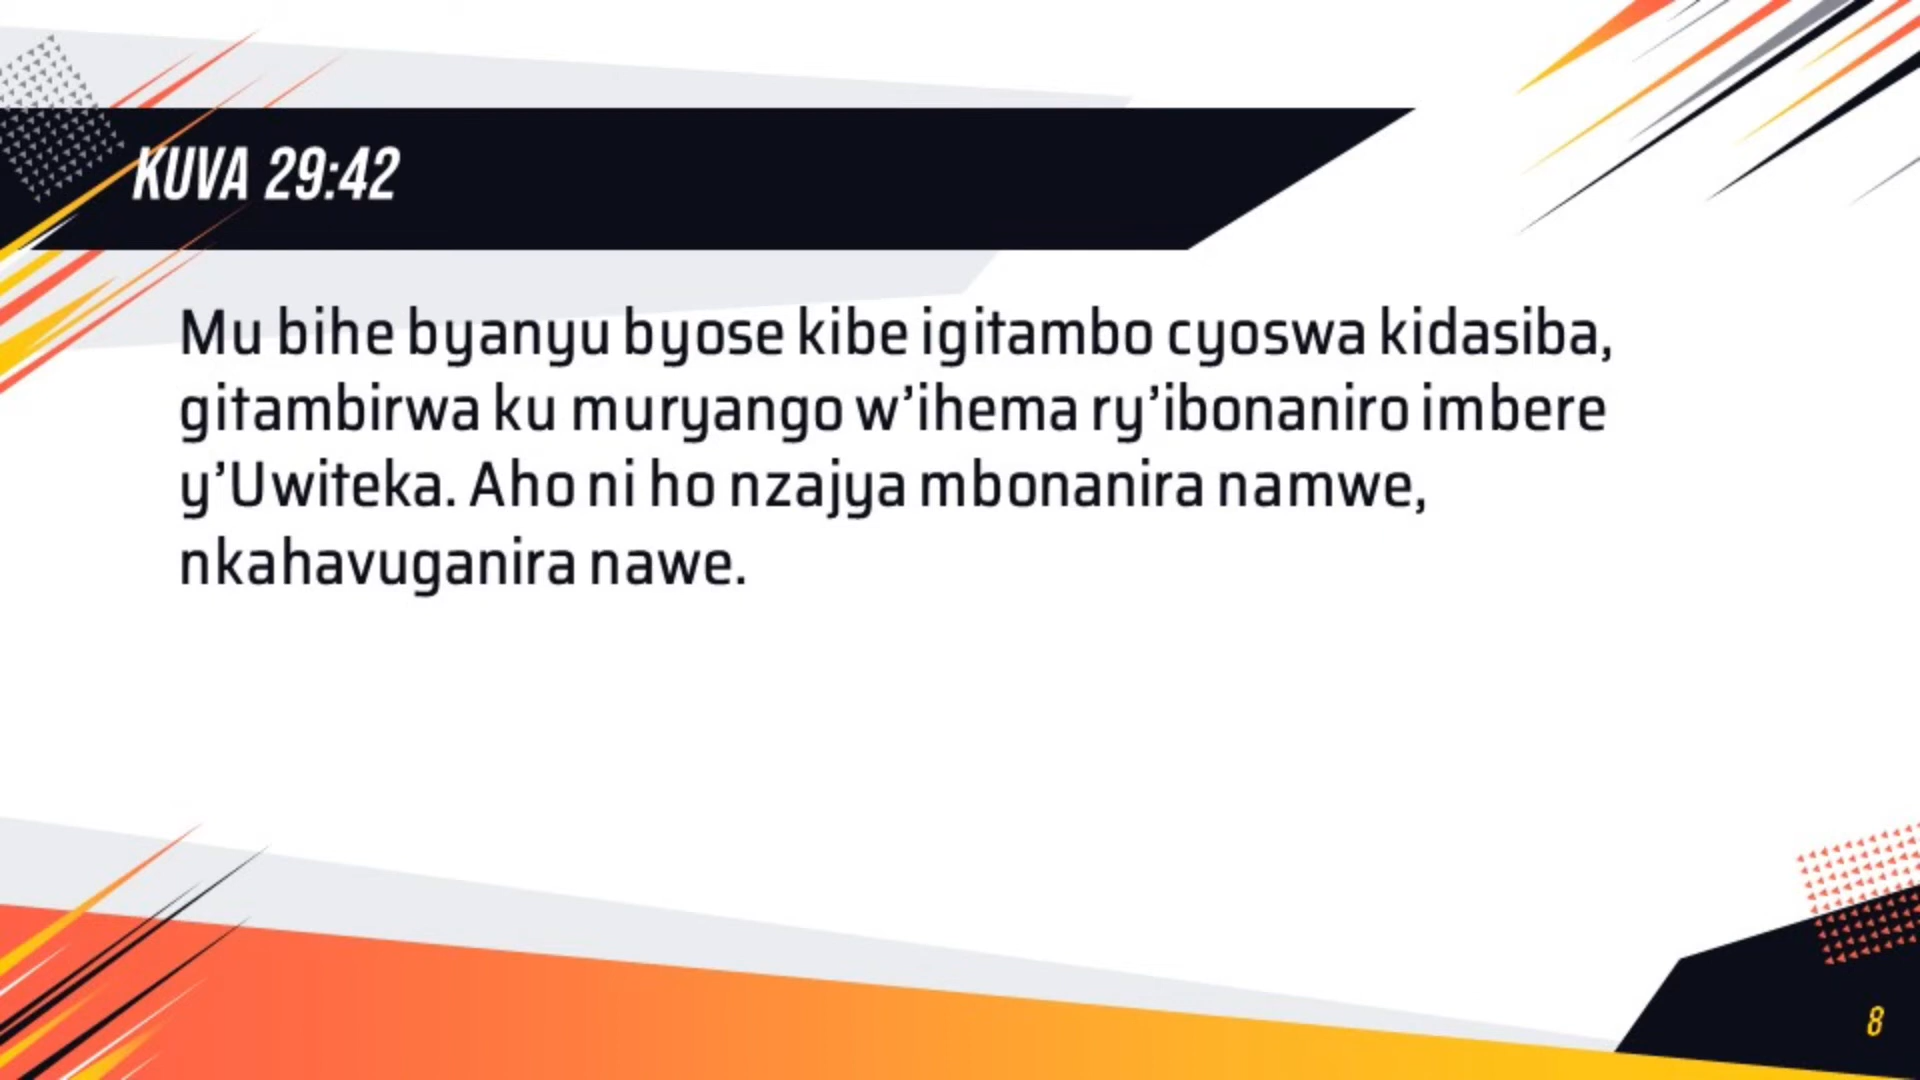 KUVA 29:42
Mu bihe byanyu byose kibe igitambo cyoswa kidasiba,
gitambirwa ku muryango w’ihema ry’ibonaniro imbere
y’Uwiteka. Aho ni ho nzajya mbonanira namwe,
nkahavuganira nawe.
8